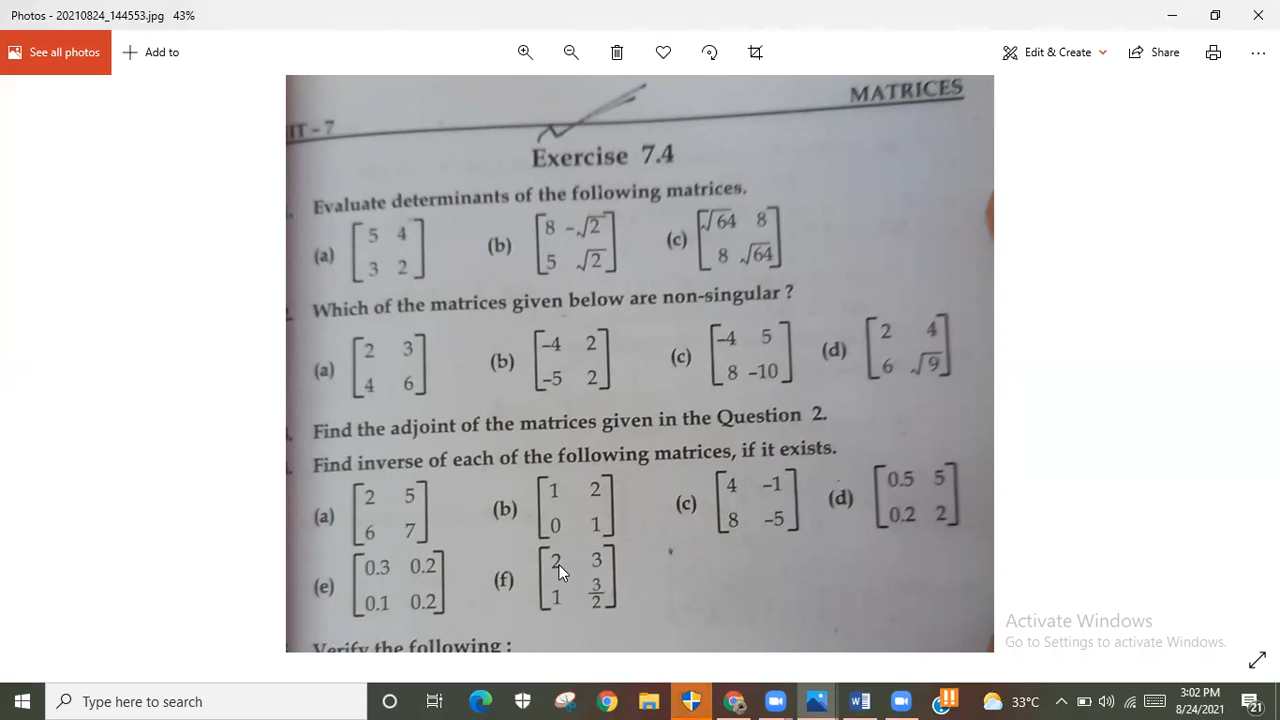 Photos - 20210824_144553.jpg 43%
See all photos Add to Edit & Create Share
IT - 7 MATRICES
Exercise 7.4
Evaluate determinants of the following matrices.
(a) [5 4; 3 2] (b) [8 -√2; 5 √2] (c) [√64 8; 8 √64]
Which of the matrices given below are non-singular ?
(a) [2 3; 4 6] (b) [-4 2; -5 2] (c) [-4 5; 8 -10] (d) [2 4; 6 √9]
Find the adjoint of the matrices given in the Question 2.
Find inverse of each of the following matrices, if it exists.
(a) [2 5; 6 7] (b) [1 2; 0 1] (c) [4 -1; 8 -5] (d) [0.5 5; 0.2 2]
(e) [0.3 0.2; 0.1 0.2] (f) [2 3; 1 3/2]
Verify the following :
Activate Windows
Go to Settings to activate Windows.
Type here to search
33°C
3:02 PM
8/24/2021
21